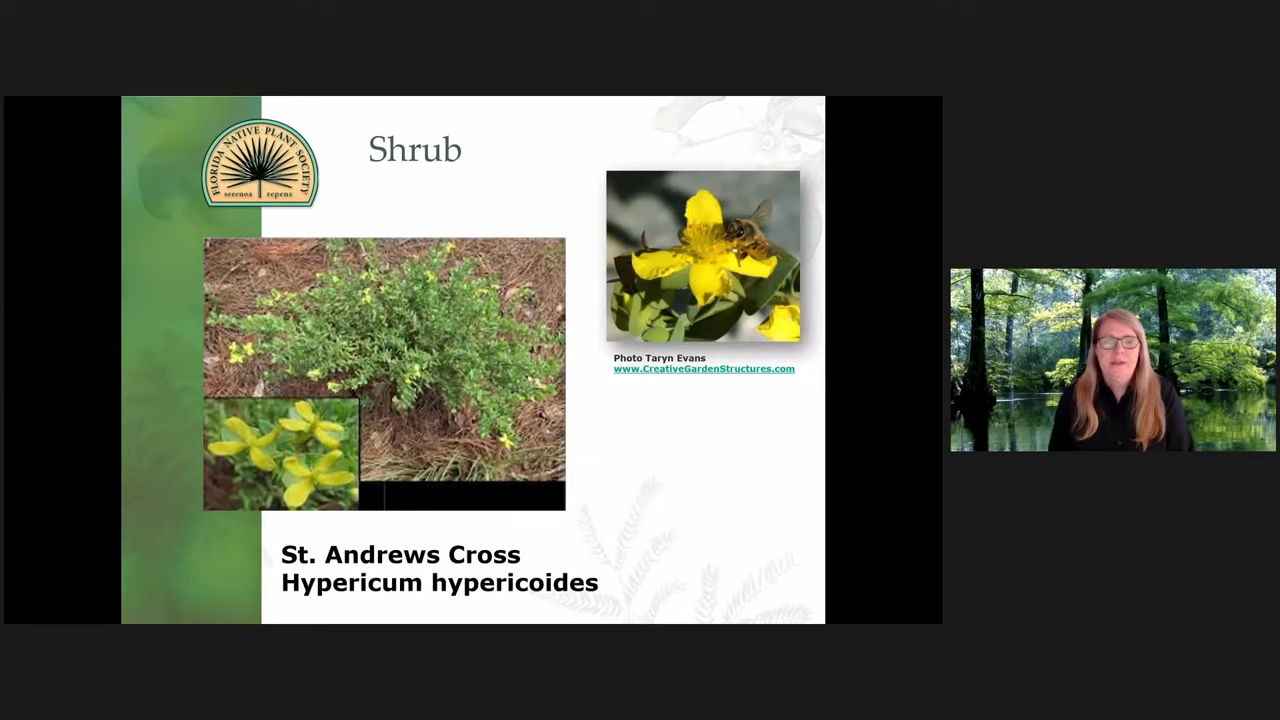 FLORIDA NATIVE PLANT SOCIETY
serenoa repens
Shrub
Photo Taryn Evans
www.CreativeGardenStructures.com
St. Andrews Cross
Hypericum hypericoides